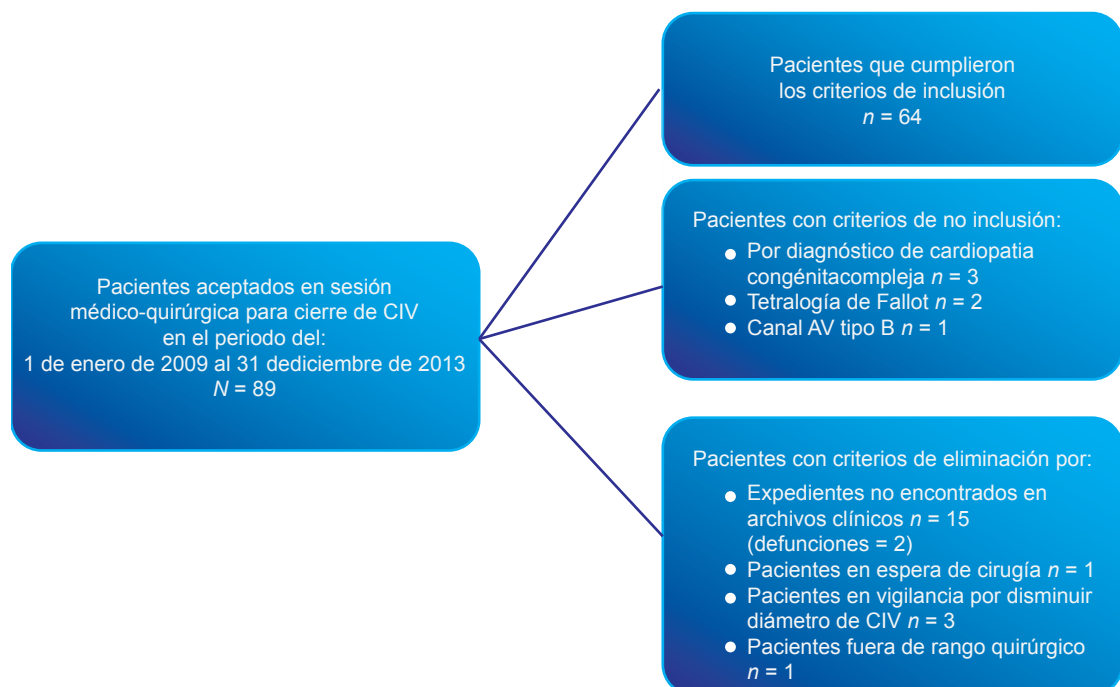 Pacientes aceptados en sesión
médico-quirúrgica para cierre de CIV
en el periodo del:
1 de enero de 2009 al 31 dediciembre de 2013
N = 89
Pacientes que cumplieron
los criterios de inclusión
n = 64
Pacientes con criterios de no inclusión:
● Por diagnóstico de cardiopatia
congénitacompleja n = 3
● Tetralogía de Fallot n = 2
● Canal AV tipo B n = 1
Pacientes con criterios de eliminación por:
● Expedientes no encontrados en
archivos clínicos n = 15
(defunciones = 2)
● Pacientes en espera de cirugía n = 1
● Pacientes en vigilancia por disminuir
diámetro de CIV n = 3
● Pacientes fuera de rango quirúrgico
n = 1